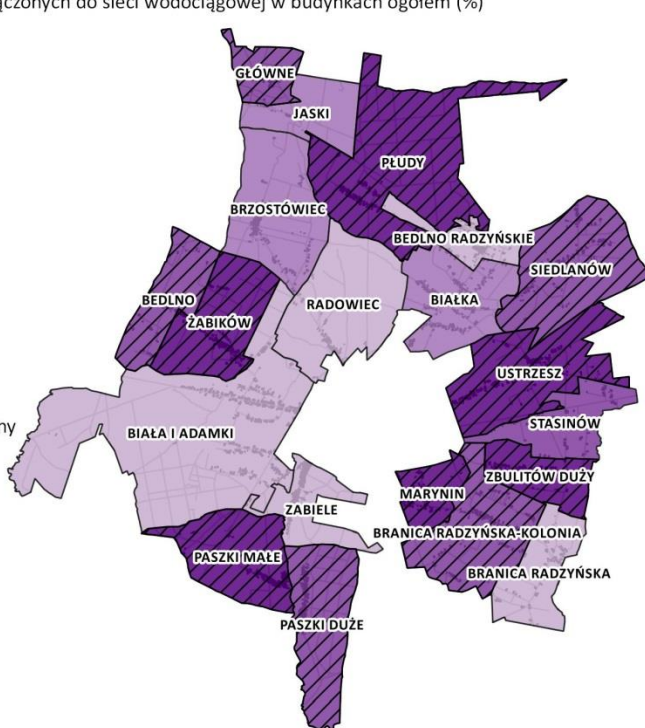 do sieci wodociągowej w budynkach ogółem (%)
GŁÓWNE
JASKI
PŁUDY
BRZOSTÓWIEC
BEDLNO RADZYŃSKIE
SIEDLANÓW
BEDLNO
ŻABIKÓW
RADOWIEC
BIAŁKA
USTRZESZ
STASINÓW
BIAŁA I ADAMKI
ZBULITÓW DUŻY
MARYNIN
ZABIELE
BRANICA RADZYŃSKA-KOLONIA
PASZKI MAŁE
BRANICA RADZYŃSKA
PASZKI DUŻE